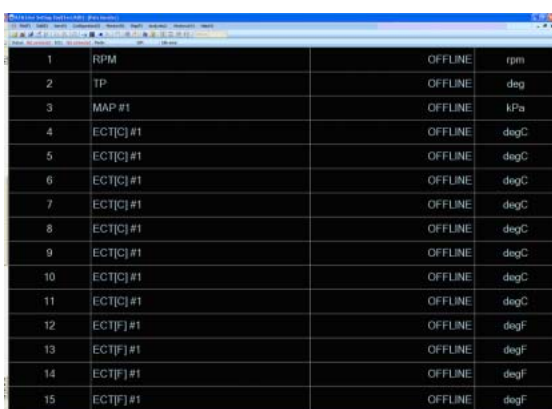 1 RPM OFFLINE rpm
2 TP OFFLINE deg
3 MAP #1 OFFLINE kPa
4 ECT[C] #1 OFFLINE degC
5 ECT[C] #1 OFFLINE degC
6 ECT[C] #1 OFFLINE degC
7 ECT[C] #1 OFFLINE degC
8 ECT[C] #1 OFFLINE degC
9 ECT[C] #1 OFFLINE degC
10 ECT[C] #1 OFFLINE degC
11 ECT[C] #1 OFFLINE degC
12 ECT[F] #1 OFFLINE degF
13 ECT[F] #1 OFFLINE degF
14 ECT[F] #1 OFFLINE degF
15 ECT[F] #1 OFFLINE degF